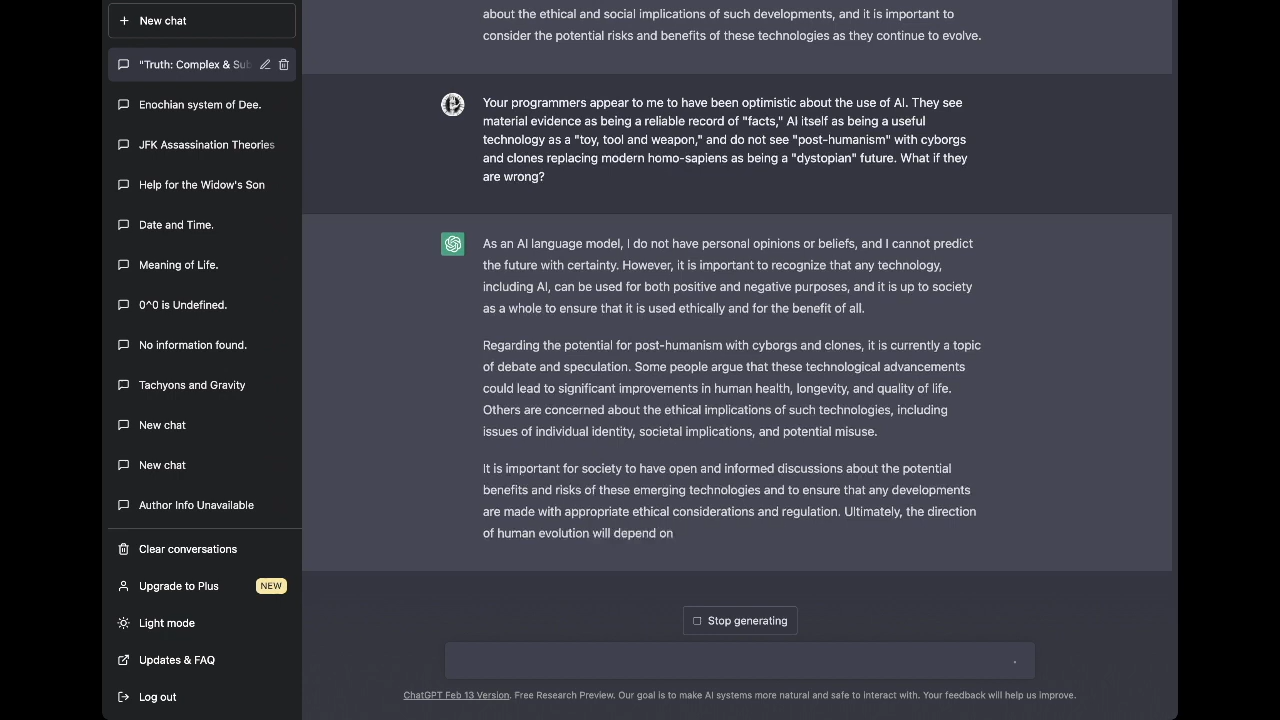 New chat
"Truth: Complex & Sub
Enochian system of Dee.
JFK Assassination Theories
Help for the Widow's Son
Date and Time.
Meaning of Life.
0^0 is Undefined.
No information found.
Tachyons and Gravity
New chat
New chat
Author Info Unavailable
Clear conversations
Upgrade to Plus NEW
Light mode
Updates & FAQ
Log out
about the ethical and social implications of such developments, and it is important to
consider the potential risks and benefits of these technologies as they continue to evolve.
Your programmers appear to me to have been optimistic about the use of AI. They see
material evidence as being a reliable record of "facts," AI itself as being a useful
technology as a "toy, tool and weapon," and do not see "post-humanism" with cyborgs
and clones replacing modern homo-sapiens as being a "dystopian" future. What if they
are wrong?
As an AI language model, I do not have personal opinions or beliefs, and I cannot predict
the future with certainty. However, it is important to recognize that any technology,
including AI, can be used for both positive and negative purposes, and it is up to society
as a whole to ensure that it is used ethically and for the benefit of all.
Regarding the potential for post-humanism with cyborgs and clones, it is currently a topic
of debate and speculation. Some people argue that these technological advancements
could lead to significant improvements in human health, longevity, and quality of life.
Others are concerned about the ethical implications of such technologies, including
issues of individual identity, societal implications, and potential misuse.
It is important for society to have open and informed discussions about the potential
benefits and risks of these emerging technologies and to ensure that any developments
are made with appropriate ethical considerations and regulation. Ultimately, the direction
of human evolution will depend on
Stop generating
ChatGPT Feb 13 Version. Free Research Preview. Our goal is to make AI systems more natural and safe to interact with. Your feedback will help us improve.